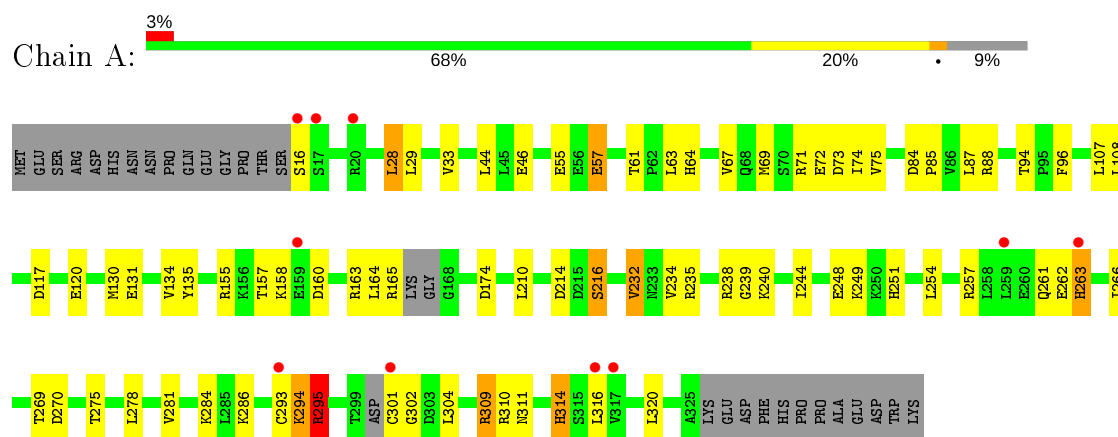 3%
Chain A:
68% 20% • 9%
MET GLU SER ARG ASP HIS ASN ASN PRO GLN GLU GLY PRO THR SER S16 S17 R20 L28 L29 V33 L44 L45 E46 E55 E56 E57 T61 P62 L63 H64 V67 Q68 M69 S70 R71 E72 D73 I74 V75 D84 P85 V86 L87 R88 T94 P95 F96 L107 L108
D117 E120 M130 E131 V134 Y135 R155 K156 T157 K158 E159 D160 R163 L164 R165 LYS GLY G168 D174 L210 D214 D215 S216 V232 N233 V234 R235 R238 G239 K240 I244 E248 K249 K250 H251 L254 R257 L258 L259 E260 Q261 E262 H263
T269 D270 T275 L278 V281 K284 L285 K286 C293 K294 R295 T299 ASP C301 G302 D303 L304 R309 R310 N311 H314 S315 L316 V317 L320 A325 LYS GLU ASP PHE HIS PRO PRO ALA GLU ASP TRP LYS